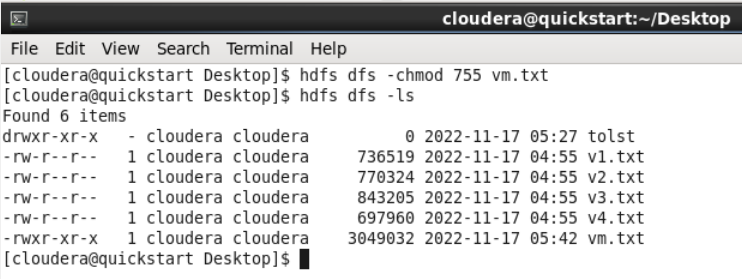 cloudera@quickstart:~/Desktop
File Edit View Search Terminal Help
[cloudera@quickstart Desktop]$ hdfs dfs -chmod 755 vm.txt
[cloudera@quickstart Desktop]$ hdfs dfs -ls
Found 6 items
drwxr-xr-x   - cloudera cloudera          0 2022-11-17 05:27 tolst
-rw-r--r--   1 cloudera cloudera     736519 2022-11-17 04:55 v1.txt
-rw-r--r--   1 cloudera cloudera     770324 2022-11-17 04:55 v2.txt
-rw-r--r--   1 cloudera cloudera     843205 2022-11-17 04:55 v3.txt
-rw-r--r--   1 cloudera cloudera     697960 2022-11-17 04:55 v4.txt
-rwxr-xr-x   1 cloudera cloudera    3049032 2022-11-17 05:42 vm.txt
[cloudera@quickstart Desktop]$